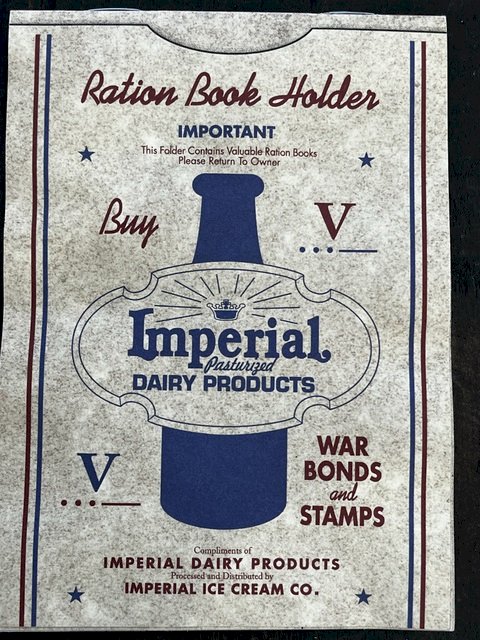 Ration Book Holder
IMPORTANT
This Folder Contains Valuable Ration Books
Please Return To Owner
Buy
V
Imperial
Pasturized
DAIRY PRODUCTS
V
WAR
BONDS
and
STAMPS
Compliments of
IMPERIAL DAIRY PRODUCTS
Processed and Distributed by
IMPERIAL ICE CREAM CO.